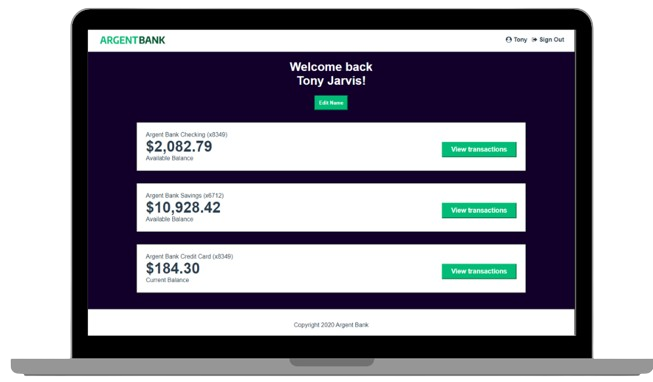 ARGENTBANK
Tony Sign Out
Welcome back
Tony Jarvis!
Edit Name
Argent Bank Checking (x8349)
$2,082.79
Available Balance
View transactions
Argent Bank Savings (x6712)
$10,928.42
Available Balance
View transactions
Argent Bank Credit Card (x8349)
$184.30
Current Balance
View transactions
Copyright 2020 Argent Bank